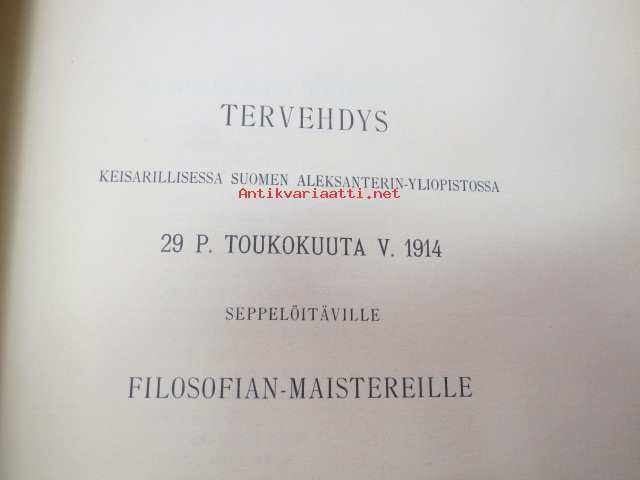 TERVEHDYS
KEISARILLISESSA SUOMEN ALEKSANTERIN-YLIOPISTOSSA
Antikvariaatti.net
29 P. TOUKOKUUTA V. 1914
SEPPELÖITÄVILLE
FILOSOFIAN-MAISTEREILLE